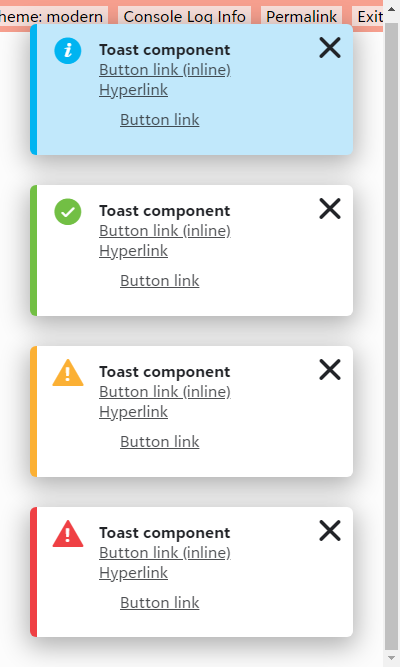 heme: modern Console Log Info Permalink Exit
Toast component
Button link (inline)
Hyperlink
Button link
Toast component
Button link (inline)
Hyperlink
Button link
Toast component
Button link (inline)
Hyperlink
Button link
Toast component
Button link (inline)
Hyperlink
Button link